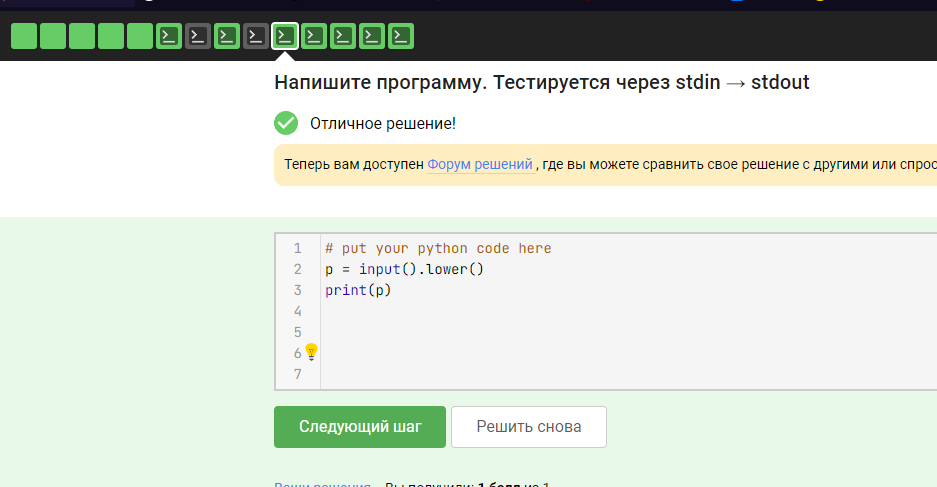 Напишите программу. Тестируется через stdin → stdout
Отличное решение!
Теперь вам доступен Форум решений , где вы можете сравнить свое решение с другими или спрос
1 # put your python code here
2 p = input().lower()
3 print(p)
4
5
6
7
Следующий шаг Решить снова
Ваши решения Вы получили: 1 балл из 1